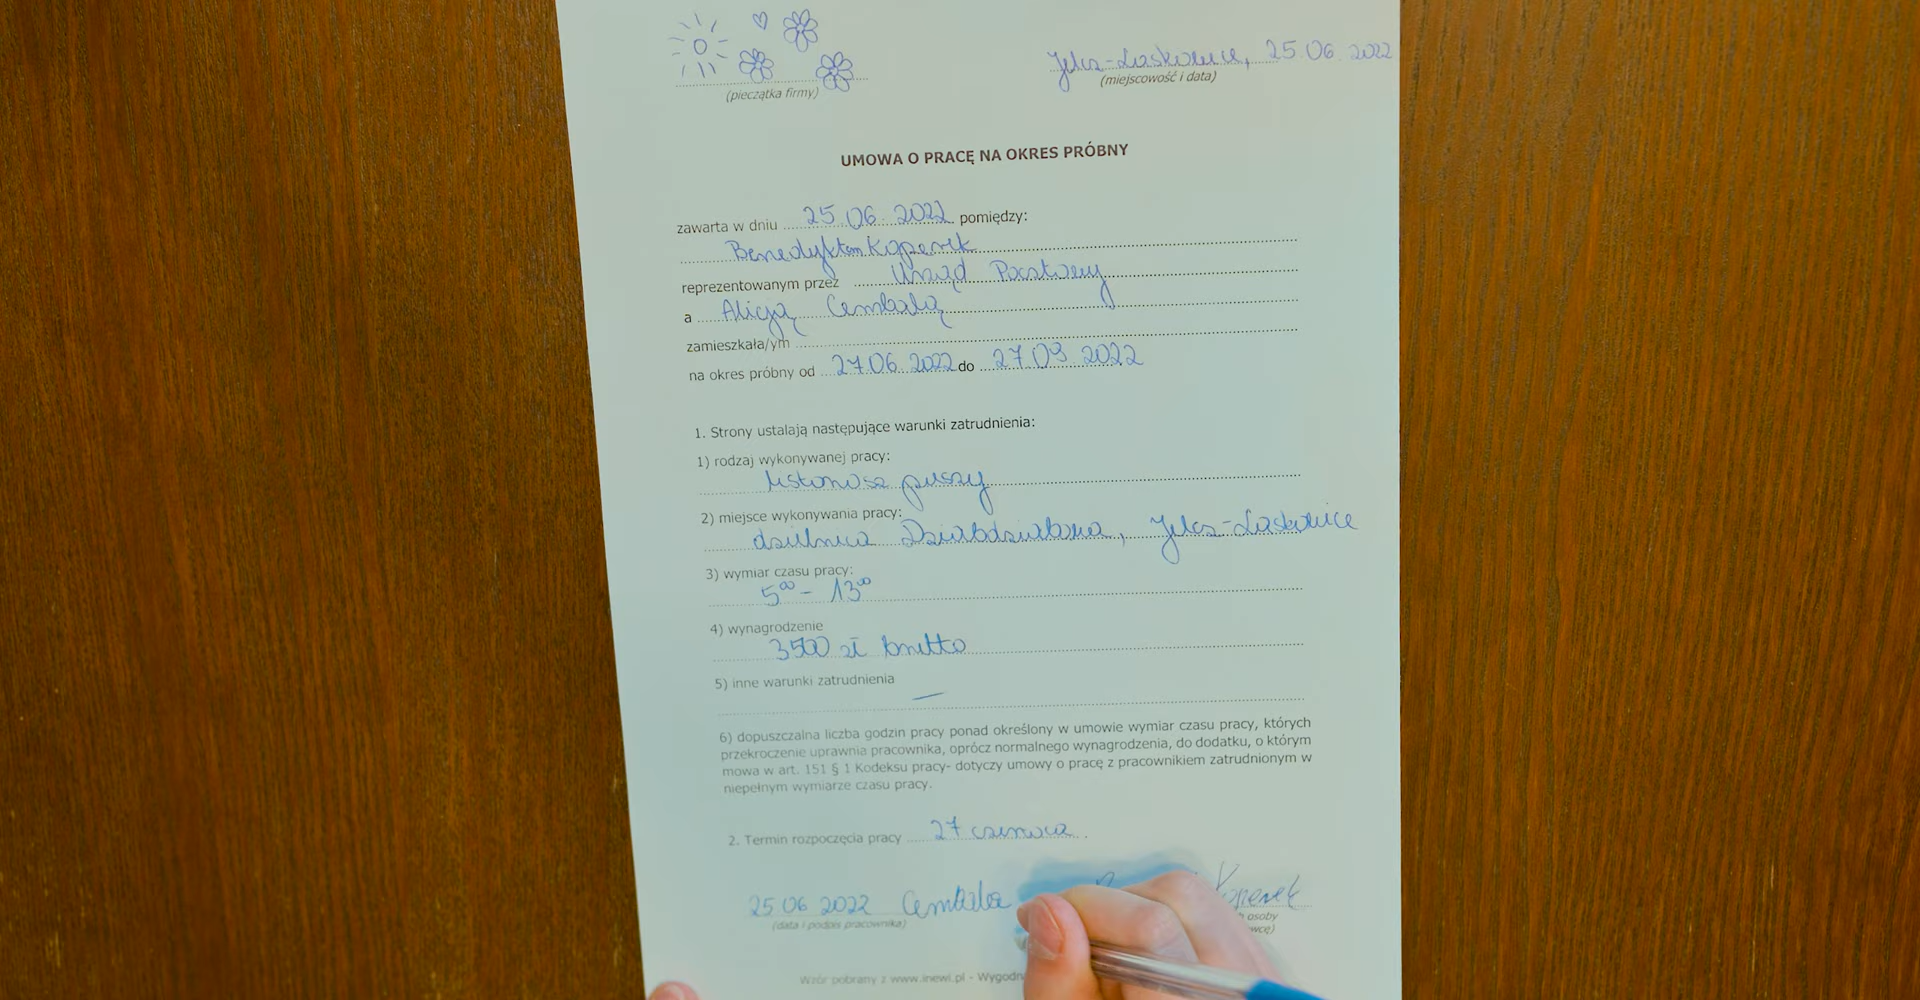 Jelcz-Laskowice, 25.06.2022
(pieczątka firmy)
(miejscowość i data)
UMOWA O PRACĘ NA OKRES PRÓBNY
zawarta w dniu 25.06.2022 pomiędzy:
Benedyktem Koperek
reprezentowanym przez Urząd Pocztowy
a Alicją Cembalą
zamieszkała/ym
na okres próbny od 27.06.2022 do 27.09.2022
1. Strony ustalają następujące warunki zatrudnienia:
1) rodzaj wykonywanej pracy:
listonosz pieszy
2) miejsce wykonywania pracy:
dzielnica Jelcz-Laskowice
3) wymiar czasu pracy:
5⁰⁰ - 13⁰⁰
4) wynagrodzenie
3500 zł brutto
5) inne warunki zatrudnienia
—
6) dopuszczalna liczba godzin pracy ponad określony w umowie wymiar czasu pracy, których
przekroczenie uprawnia pracownika, oprócz normalnego wynagrodzenia, do dodatku, o którym
mowa w art. 151 § 1 Kodeksu pracy- dotyczy umowy o pracę z pracownikiem zatrudnionym w
niepełnym wymiarze czasu pracy.
2. Termin rozpoczęcia pracy 27 czerwca
25.06.2022 Cembala Koperek
(data i podpis pracownika) osoby
Wzór pobrany z www.inewi.pl -